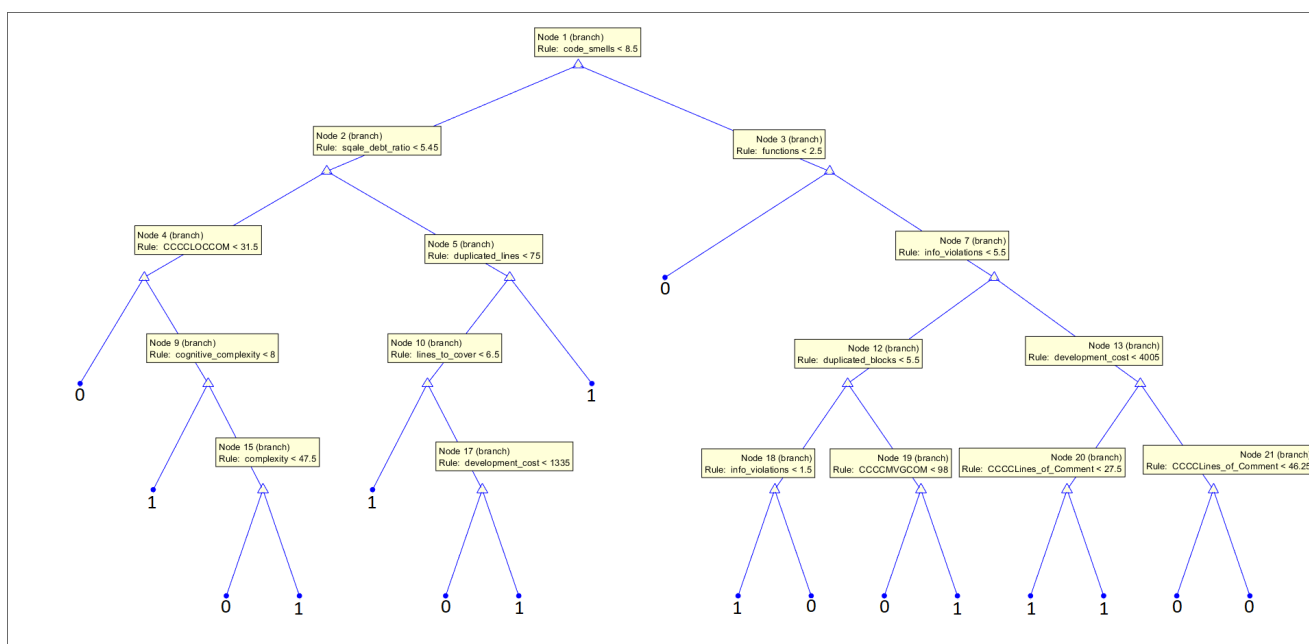 Node 1 (branch)
Rule: code_smells < 8.5
Node 2 (branch)
Rule: sqale_debt_ratio < 5.45
Node 3 (branch)
Rule: functions < 2.5
Node 4 (branch)
Rule: CCCCLOCCOM < 31.5
Node 5 (branch)
Rule: duplicated_lines < 75
Node 7 (branch)
Rule: info_violations < 5.5
0
Node 9 (branch)
Rule: cognitive_complexity < 8
Node 10 (branch)
Rule: lines_to_cover < 6.5
Node 12 (branch)
Rule: duplicated_blocks < 5.5
Node 13 (branch)
Rule: development_cost < 4005
0
1
Node 15 (branch)
Rule: complexity < 47.5
Node 17 (branch)
Rule: development_cost < 1335
Node 18 (branch)
Rule: info_violations < 1.5
Node 19 (branch)
Rule: CCCCMVGCOM < 98
Node 20 (branch)
Rule: CCCCLines_of_Comment < 27.5
Node 21 (branch)
Rule: CCCCLines_of_Comment < 46.25
1
1
0
1
0
1
1
0
0
1
1
1
0
0